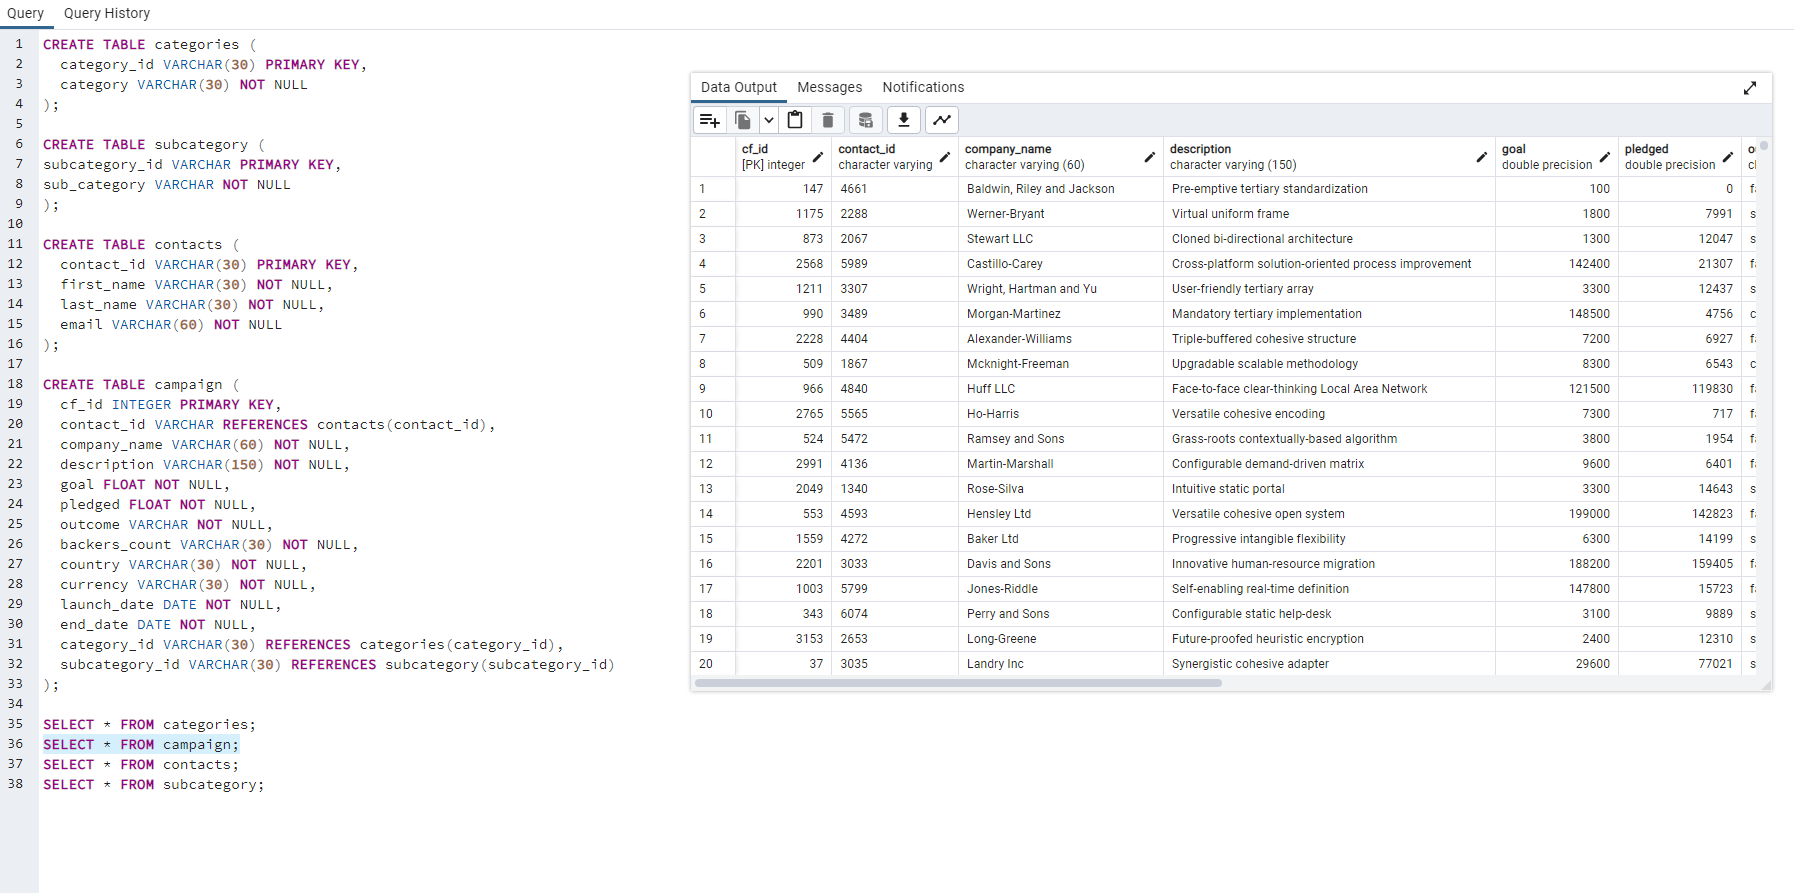 Query Query History
1 CREATE TABLE categories (
2 category_id VARCHAR(30) PRIMARY KEY,
3 category VARCHAR(30) NOT NULL
4 );
5
6 CREATE TABLE subcategory (
7 subcategory_id VARCHAR PRIMARY KEY,
8 sub_category VARCHAR NOT NULL
9 );
10
11 CREATE TABLE contacts (
12 contact_id VARCHAR(30) PRIMARY KEY,
13 first_name VARCHAR(30) NOT NULL,
14 last_name VARCHAR(30) NOT NULL,
15 email VARCHAR(60) NOT NULL
16 );
17
18 CREATE TABLE campaign (
19 cf_id INTEGER PRIMARY KEY,
20 contact_id VARCHAR REFERENCES contacts(contact_id),
21 company_name VARCHAR(60) NOT NULL,
22 description VARCHAR(150) NOT NULL,
23 goal FLOAT NOT NULL,
24 pledged FLOAT NOT NULL,
25 outcome VARCHAR NOT NULL,
26 backers_count VARCHAR(30) NOT NULL,
27 country VARCHAR(30) NOT NULL,
28 currency VARCHAR(30) NOT NULL,
29 launch_date DATE NOT NULL,
30 end_date DATE NOT NULL,
31 category_id VARCHAR(30) REFERENCES categories(category_id),
32 subcategory_id VARCHAR(30) REFERENCES subcategory(subcategory_id)
33 );
34
35 SELECT * FROM categories;
36 SELECT * FROM campaign;
37 SELECT * FROM contacts;
38 SELECT * FROM subcategory;
Data Output Messages Notifications
cf_id contact_id company_name description goal pledged
[PK] integer character varying character varying (60) character varying (150) double precision double precision
1 147 4661 Baldwin, Riley and Jackson Pre-emptive tertiary standardization 100 0
2 1175 2288 Werner-Bryant Virtual uniform frame 1800 7991
3 873 2067 Stewart LLC Cloned bi-directional architecture 1300 12047
4 2568 5989 Castillo-Carey Cross-platform solution-oriented process improvement 142400 21307
5 1211 3307 Wright, Hartman and Yu User-friendly tertiary array 3300 12437
6 990 3489 Morgan-Martinez Mandatory tertiary implementation 148500 4756
7 2228 4404 Alexander-Williams Triple-buffered cohesive structure 7200 6927
8 509 1867 Mcknight-Freeman Upgradable scalable methodology 8300 6543
9 966 4840 Huff LLC Face-to-face clear-thinking Local Area Network 121500 119830
10 2765 5565 Ho-Harris Versatile cohesive encoding 7300 717
11 524 5472 Ramsey and Sons Grass-roots contextually-based algorithm 3800 1954
12 2991 4136 Martin-Marshall Configurable demand-driven matrix 9600 6401
13 2049 1340 Rose-Silva Intuitive static portal 3300 14643
14 553 4593 Hensley Ltd Versatile cohesive open system 199000 142823
15 1559 4272 Baker Ltd Progressive intangible flexibility 6300 14199
16 2201 3033 Davis and Sons Innovative human-resource migration 188200 159405
17 1003 5799 Jones-Riddle Self-enabling real-time definition 147800 15723
18 343 6074 Perry and Sons Configurable static help-desk 3100 9889
19 3153 2653 Long-Greene Future-proofed heuristic encryption 2400 12310
20 37 3035 Landry Inc Synergistic cohesive adapter 29600 77021